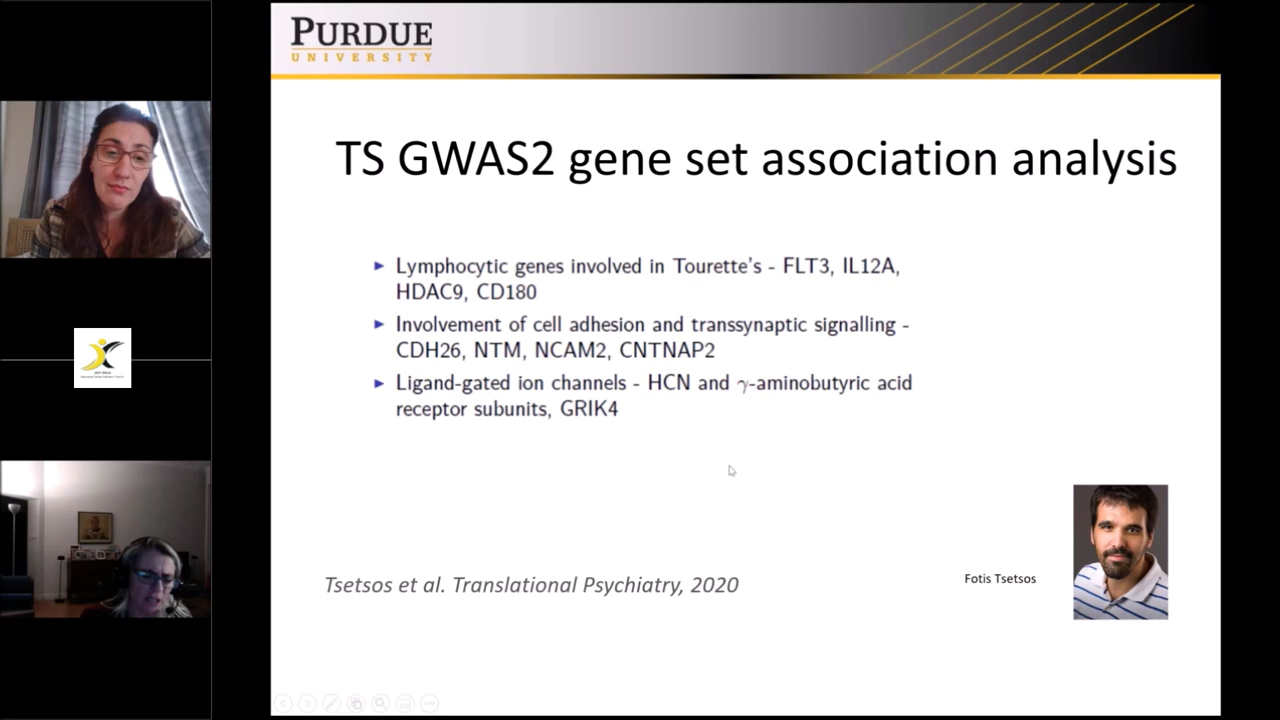 PURDUE
UNIVERSITY
TS GWAS2 gene set association analysis
Lymphocytic genes involved in Tourette's - FLT3, IL12A,
HDAC9, CD180
Involvement of cell adhesion and transsynaptic signalling -
CDH26, NTM, NCAM2, CNTNAP2
Ligand-gated ion channels - HCN and γ-aminobutyric acid
receptor subunits, GRIK4
Tsetsos et al. Translational Psychiatry, 2020
Fotis Tsetsos